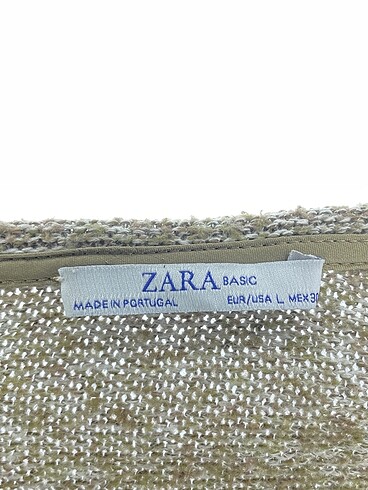 ZARA BASIC
MADE IN PORTUGAL EUR/USA L MEX 30